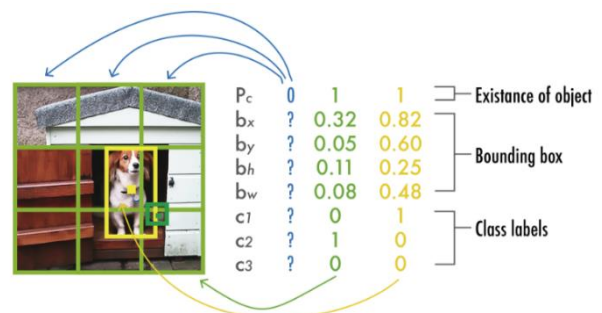 Pc 0 1 1 Existance of object
bx ? 0.32 0.82
by ? 0.05 0.60
bh ? 0.11 0.25 Bounding box
bw ? 0.08 0.48
c1 ? 0 1
c2 ? 1 0 Class labels
c3 ? 0 0